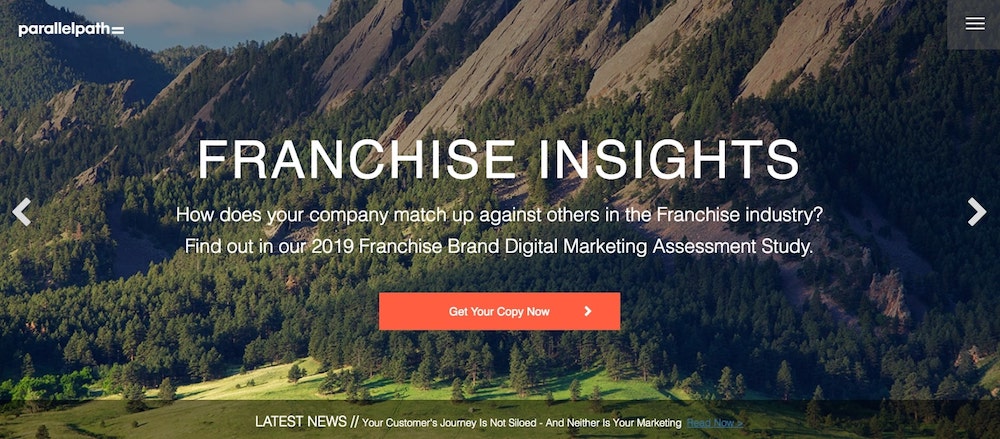 parallelpath
FRANCHISE INSIGHTS
How does your company match up against others in the Franchise industry?
Find out in our 2019 Franchise Brand Digital Marketing Assessment Study.
Get Your Copy Now
LATEST NEWS // Your Customer's Journey Is Not Siloed - And Neither Is Your Marketing Read Now >